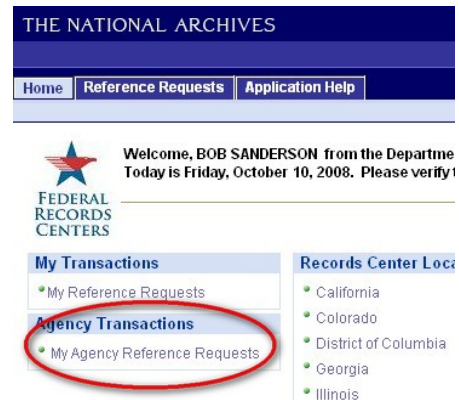 THE NATIONAL ARCHIVES
Home Reference Requests Application Help
Welcome, BOB SANDERSON from the Departme
Today is Friday, October 10, 2008. Please verify t
FEDERAL
RECORDS
CENTERS
My Transactions
My Reference Requests
Agency Transactions
My Agency Reference Requests
Records Center Loca
California
Colorado
District of Columbia
Georgia
Illinois